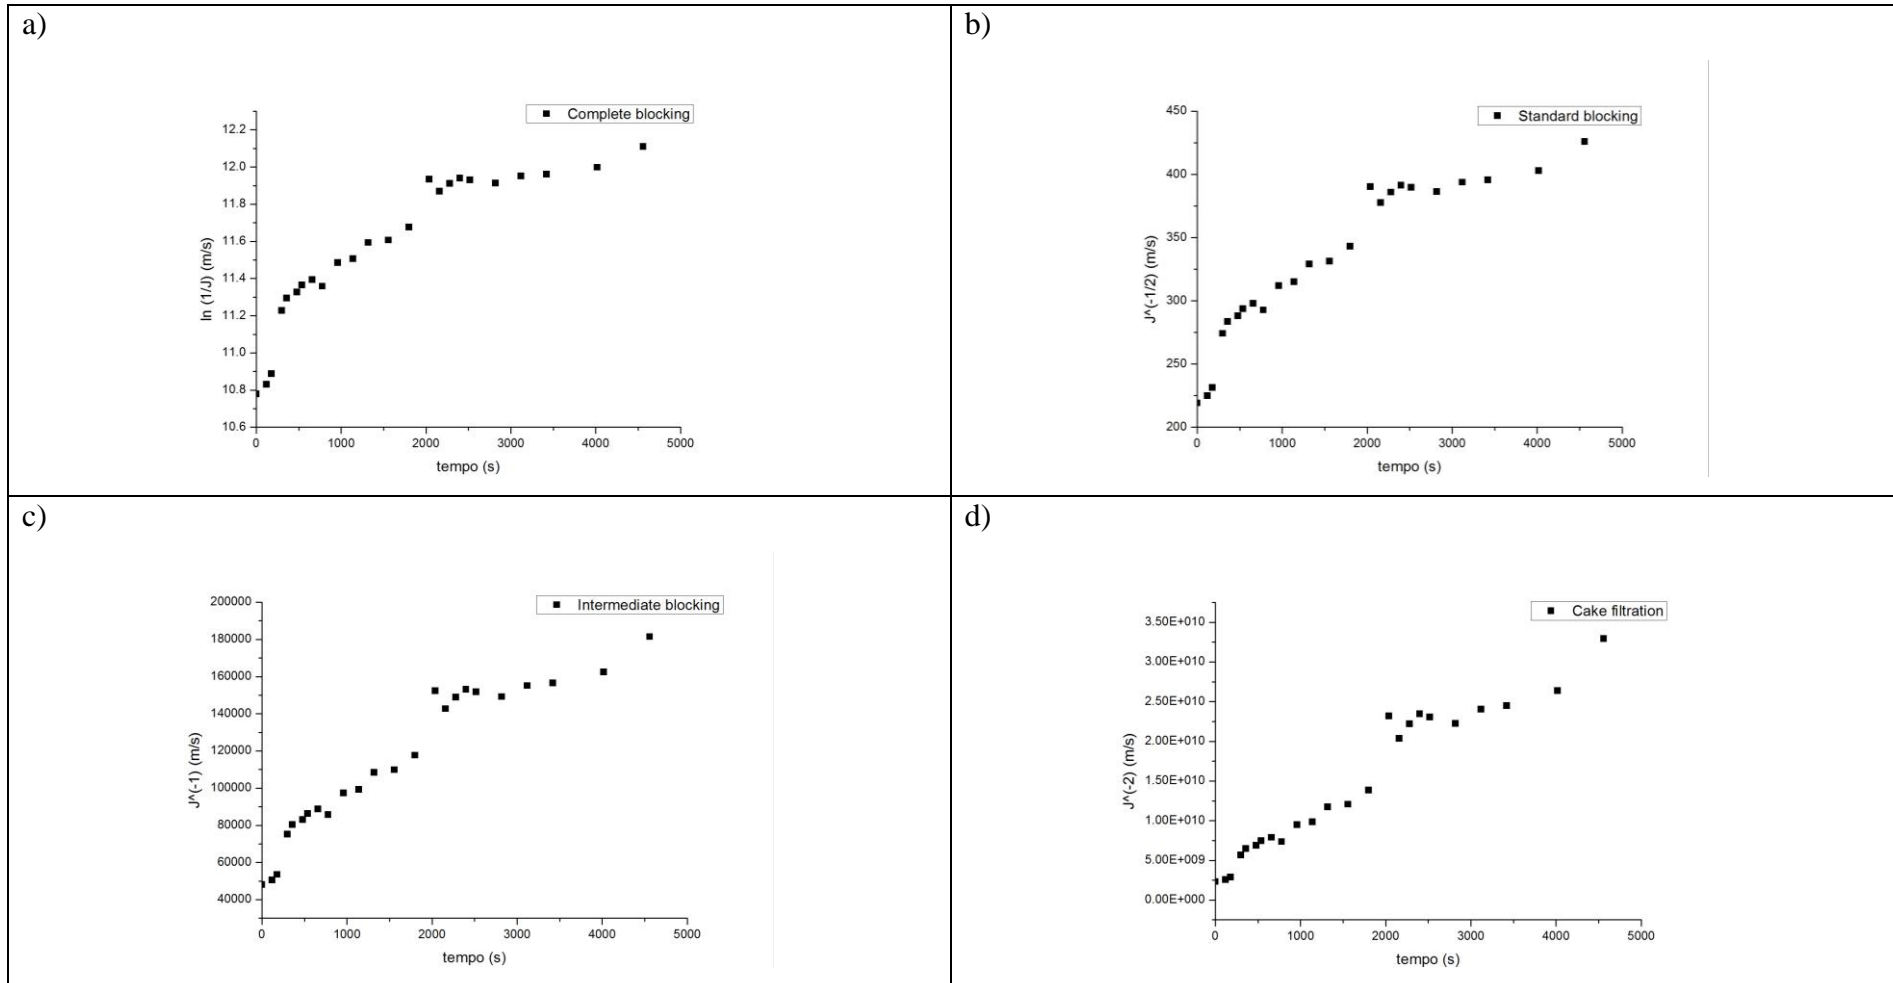 a)
Complete blocking
ln (1/J) (m/s)
12.2
12.0
11.8
11.6
11.4
11.2
11.0
10.8
10.6
0 1000 2000 3000 4000 5000
tempo (s)
b)
Standard blocking
J^(-1/2) (m/s)
450
400
350
300
250
200
0 1000 2000 3000 4000 5000
tempo (s)
c)
Intermediate blocking
J^(-1) (m/s)
200000
180000
160000
140000
120000
100000
80000
60000
40000
0 1000 2000 3000 4000 5000
tempo (s)
d)
Cake filtration
J^(-2) (m/s)
3.50E+010
3.00E+010
2.50E+010
2.00E+010
1.50E+010
1.00E+010
5.00E+009
0.00E+000
0 1000 2000 3000 4000 5000
tempo (s)